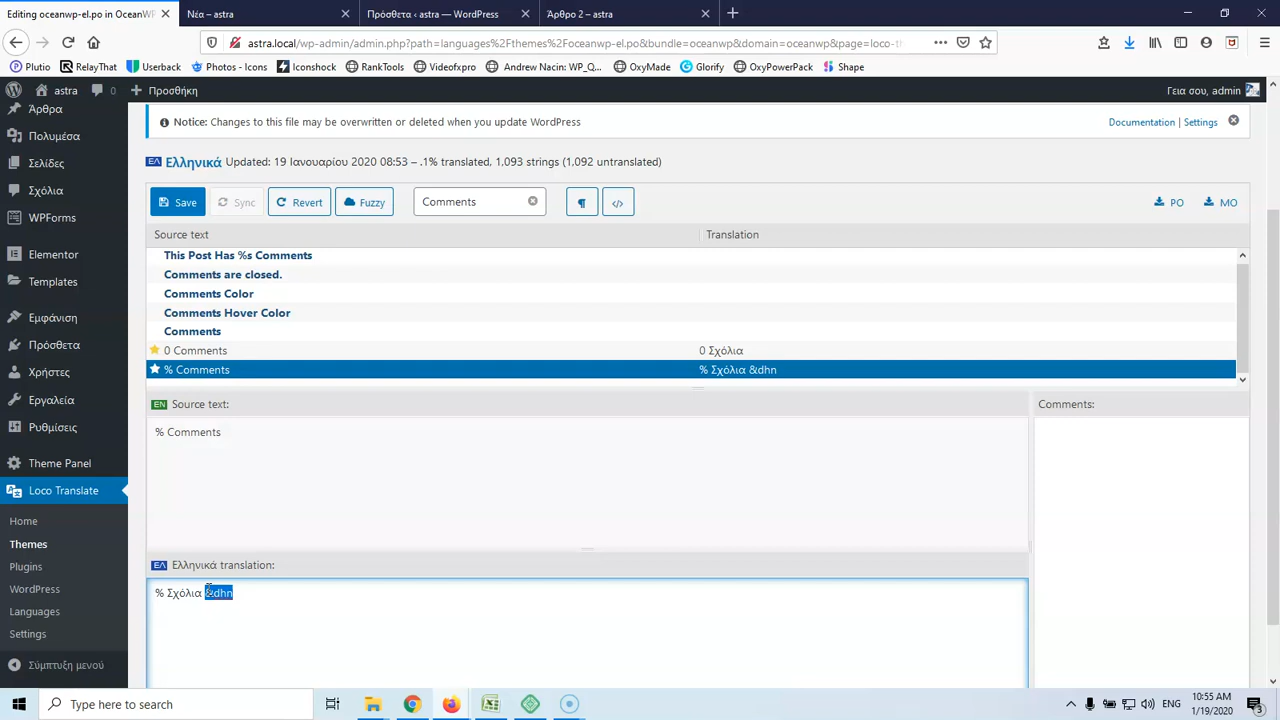 Editing oceanwp-el.po in OceanWP
Νέα – astra
Πρόσθετα ‹ astra — WordPress
Άρθρο 2 – astra
astra.local/wp-admin/admin.php?path=languages%2Fthemes%2Foceanwp-el.po&bundle=oceanwp&domain=oceanwp&page=loco-t
Plutio
RelayThat
Userback
Photos - Icons
Iconshock
RankTools
Videofxpro
Andrew Nacin: WP_Q...
OxyMade
Glorify
OxyPowerPack
Shape
astra
0
Προσθήκη
Γεια σου, admin
Άρθρα
Πολυμέσα
Σελίδες
Σχόλια
WPForms
Elementor
Templates
Εμφάνιση
Πρόσθετα
Χρήστες
Εργαλεία
Ρυθμίσεις
Theme Panel
Loco Translate
Home
Themes
Plugins
WordPress
Languages
Settings
Σύμπτυξη μενού
Notice: Changes to this file may be overwritten or deleted when you update WordPress
Documentation | Settings
ΕΛ Ελληνικά Updated: 19 Ιανουαρίου 2020 08:53 – .1% translated, 1,093 strings (1,092 untranslated)
Save
Sync
Revert
Fuzzy
Comments
¶
</>
PO
MO
Source text
Translation
This Post Has %s Comments
Comments are closed.
Comments Color
Comments Hover Color
Comments
0 Comments
0 Σχόλια
% Comments
% Σχόλια &dhn
EN Source text:
Comments:
% Comments
ΕΛ Ελληνικά translation:
% Σχόλια &dhn
Type here to search
10:55 AM
1/19/2020
3